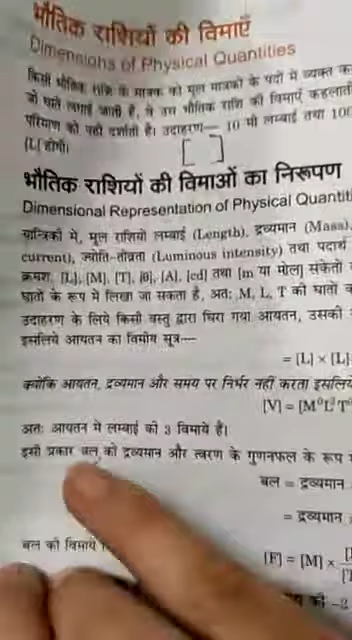 भौतिक राशियों की विमाएँ
Dimensions of Physical Quantities
किसी भौतिक राशि के मात्रक को मूल मात्रकों के पदों में व्यक्त क
जो घातें लगाई जाती हैं, वे उस भौतिक राशि की विमाएँ कहलाती
परिमाण को नही दर्शाती है। उदाहरण— 10 मी लम्बाई तथा 100
[L] होगी।
[ ]
भौतिक राशियों की विमाओं का निरूपण
Dimensional Representation of Physical Quantiti
यान्त्रिकी में, मूल राशियों लम्बाई (Length), द्रव्यमान (Mass),
current), ज्योति-तीव्रता (Luminous intensity) तथा पदार्थ
क्रमशः [L], [M], [T], [θ], [A], [cd] तथा [m या मोल] संकेतों
घातों के रूप में लिखा जा सकता है, अतः M, L, T की घातों
उदाहरण के लिये किसी वस्तु द्वारा घिरा गया आयतन, उसकी
इसलिये आयतन का विमीय सूत्र—
= [L] × [L]
क्योंकि आयतन, द्रव्यमान और समय पर निर्भर नहीं करता इसलिये
[V] = [M⁰L³T⁰
अतः आयतन में लम्बाई की 3 विमायें है।
इसी प्रकार बल को द्रव्यमान और त्वरण के गुणनफल के रूप
बल = द्रव्यमान
= द्रव्यमान
बल की विमायें
[F] = [M] ×
की −2